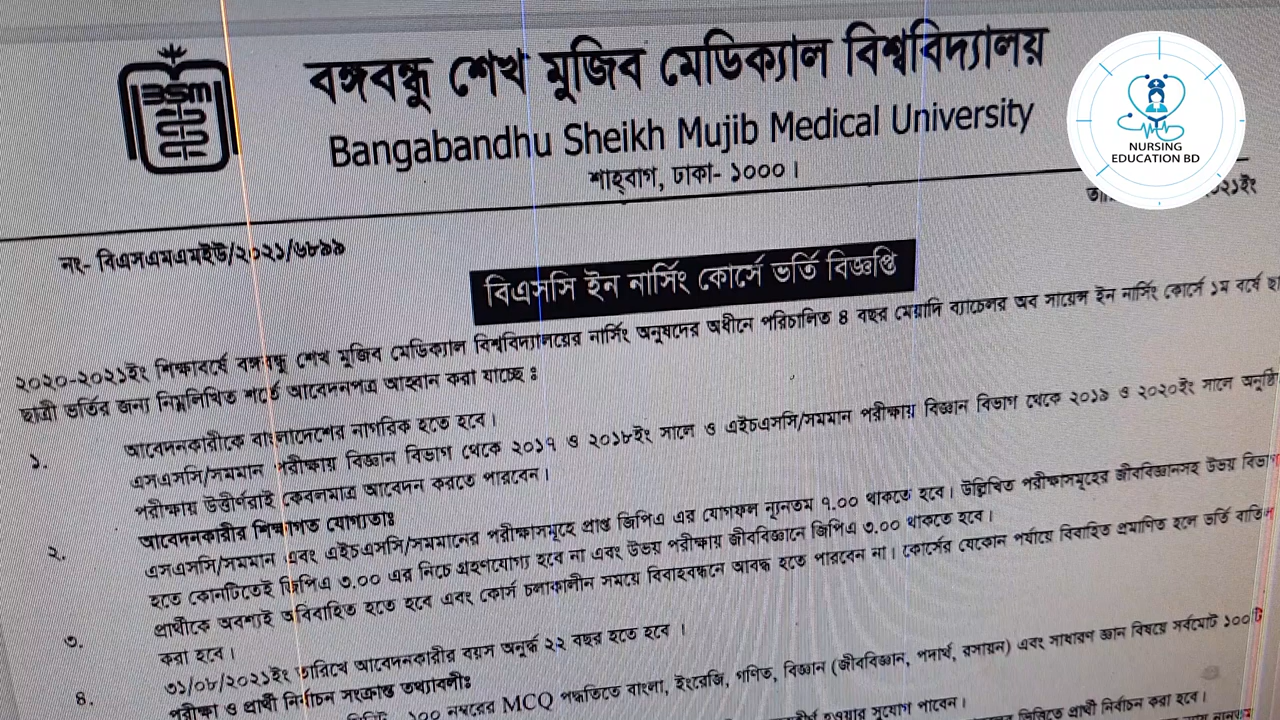 BSM
বঙ্গবন্ধু শেখ মুজিব মেডিক্যাল বিশ্ববিদ্যালয়
Bangabandhu Sheikh Mujib Medical University
শাহ্‌বাগ, ঢাকা- ১০০০।
NURSING
EDUCATION BD
নং- বিএসএমএমইউ/২০২১/৬৮৯৯
বিএসসি ইন নার্সিং কোর্সে ভর্তি বিজ্ঞপ্তি
২০২০-২০২১ইং শিক্ষাবর্ষে বঙ্গবন্ধু শেখ মুজিব মেডিক্যাল বিশ্ববিদ্যালয়ের নার্সিং অনুষদের অধীনে পরিচালিত ৪ বছর মেয়াদি ব্যাচেলর অব সায়েন্স ইন নার্সিং কোর্সে ১ম বর্ষে
ছাত্রী ভর্তির জন্য নিম্নলিখিত শর্তে আবেদনপত্র আহবান করা যাচ্ছে ঃ
১. আবেদনকারীকে বাংলাদেশের নাগরিক হতে হবে।
এসএসসি/সমমান পরীক্ষায় বিজ্ঞান বিভাগ থেকে ২০১৭ ও ২০১৮ইং সালে ও এইচএসসি/সমমান পরীক্ষায় বিজ্ঞান বিভাগ থেকে ২০১৯ ও ২০২০ইং সালে
পরীক্ষায় উত্তীর্ণরাই কেবলমাত্র আবেদন করতে পারবেন।
২. আবেদনকারীর শিক্ষাগত যোগ্যতাঃ
এসএসসি/সমমান এবং এইচএসসি/সমমানের পরীক্ষাসমূহে প্রাপ্ত জিপিএ এর যোগফল ন্যূনতম ৭.০০ থাকতে হবে। উল্লিখিত পরীক্ষাসমূহের জীববিজ্ঞানসহ উভয় বিভাগ
হতে কোনটিতেই জিপিএ ৩.০০ এর নিচে গ্রহণযোগ্য হবে না এবং উভয় পরীক্ষায় জীববিজ্ঞানে জিপিএ ৩.০০ থাকতে হবে।
৩. প্রার্থীকে অবশ্যই অবিবাহিত হতে হবে এবং কোর্স চলাকালীন সময়ে বিবাহবন্ধনে আবদ্ধ হতে পারবেন না। কোর্সের যেকোন পর্যায়ে বিবাহিত প্রমাণিত হলে ভর্তি বাতিল
করা হবে।
৩১/০৮/২০২১ইং তারিখে আবেদনকারীর বয়স অনূর্ধ্ব ২২ বছর হতে হবে ।
৪. পরীক্ষা ও প্রার্থী নির্বাচন সংক্রান্ত তথ্যাবলীঃ
১০০ নম্বরের MCQ পদ্ধতিতে বাংলা, ইংরেজি, গণিত, বিজ্ঞান (জীববিজ্ঞান, পদার্থ, রসায়ন) এবং সাধারণ জ্ঞান বিষয়ে সর্বমোট ১০০টি
সুযোগ পাবেন।
প্রার্থী নির্বাচন করা হবে।